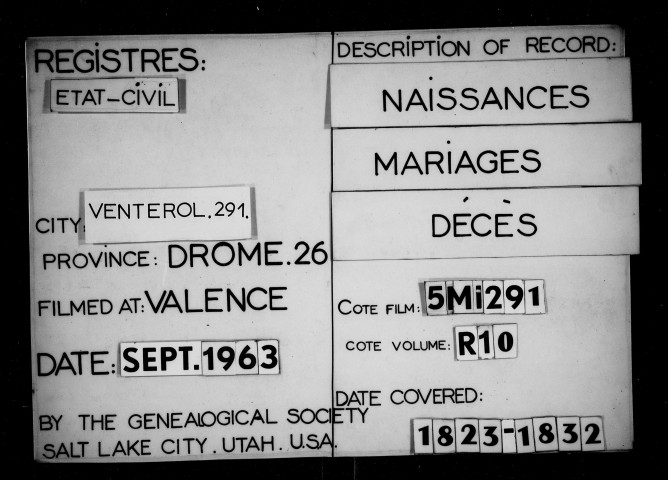 REGISTRES:
ETAT-CIVIL
CITY: VENTEROL.291.
PROVINCE: DROME.26
FILMED AT: VALENCE
DATE: SEPT.1963
BY THE GENEALOGICAL SOCIETY
SALT LAKE CITY. UTAH. U.S.A.
DESCRIPTION OF RECORD:
NAISSANCES
MARIAGES
DÉCÈS
COTE FILM: 5Mi291
COTE VOLUME: R10
DATE COVERED:
1823-1832